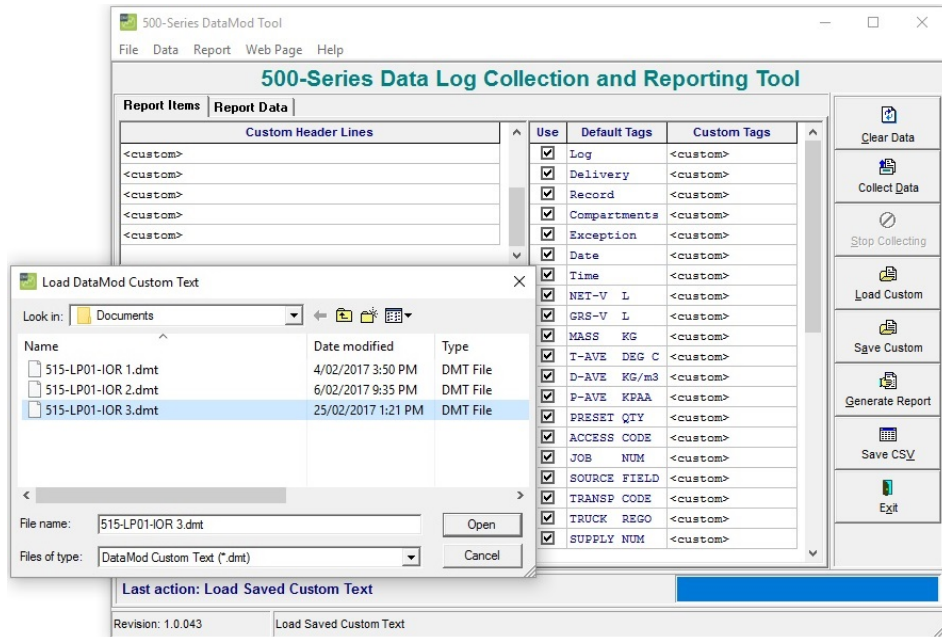 500-Series DataMod Tool
File Data Report Web Page Help
500-Series Data Log Collection and Reporting Tool
Report Items Report Data
Custom Header Lines
<custom>
<custom>
<custom>
<custom>
<custom>
Use Default Tags Custom Tags
Log <custom>
Delivery <custom>
Record <custom>
Compartments <custom>
Exception <custom>
Date <custom>
Time <custom>
NET-V L <custom>
GRS-V L <custom>
MASS KG <custom>
T-AVE DEG C <custom>
D-AVE KG/m3 <custom>
P-AVE KPAA <custom>
PRESET QTY <custom>
ACCESS CODE <custom>
JOB NUM <custom>
SOURCE FIELD <custom>
TRANSP CODE <custom>
TRUCK REGO <custom>
SUPPLY NUM <custom>
Clear Data
Collect Data
Stop Collecting
Load Custom
Save Custom
Generate Report
Save CSV
Exit
Load DataMod Custom Text
Look in: Documents
Name Date modified Type
515-LP01-IOR 1.dmt 4/02/2017 3:50 PM DMT File
515-LP01-IOR 2.dmt 6/02/2017 9:35 PM DMT File
515-LP01-IOR 3.dmt 25/02/2017 1:21 PM DMT File
File name: 515-LP01-IOR 3.dmt Open
Files of type: DataMod Custom Text (*.dmt) Cancel
Last action: Load Saved Custom Text
Revision: 1.0.043 Load Saved Custom Text